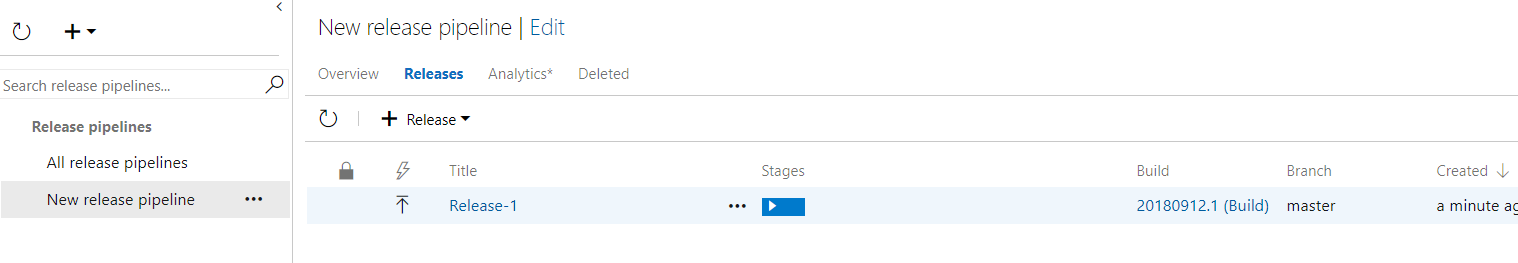 New release pipeline | Edit
Search release pipelines...
Overview Releases Analytics* Deleted
Release pipelines
Release
All release pipelines
New release pipeline
Title Stages Build Branch Created
Release-1 20180912.1 (Build) master a minute